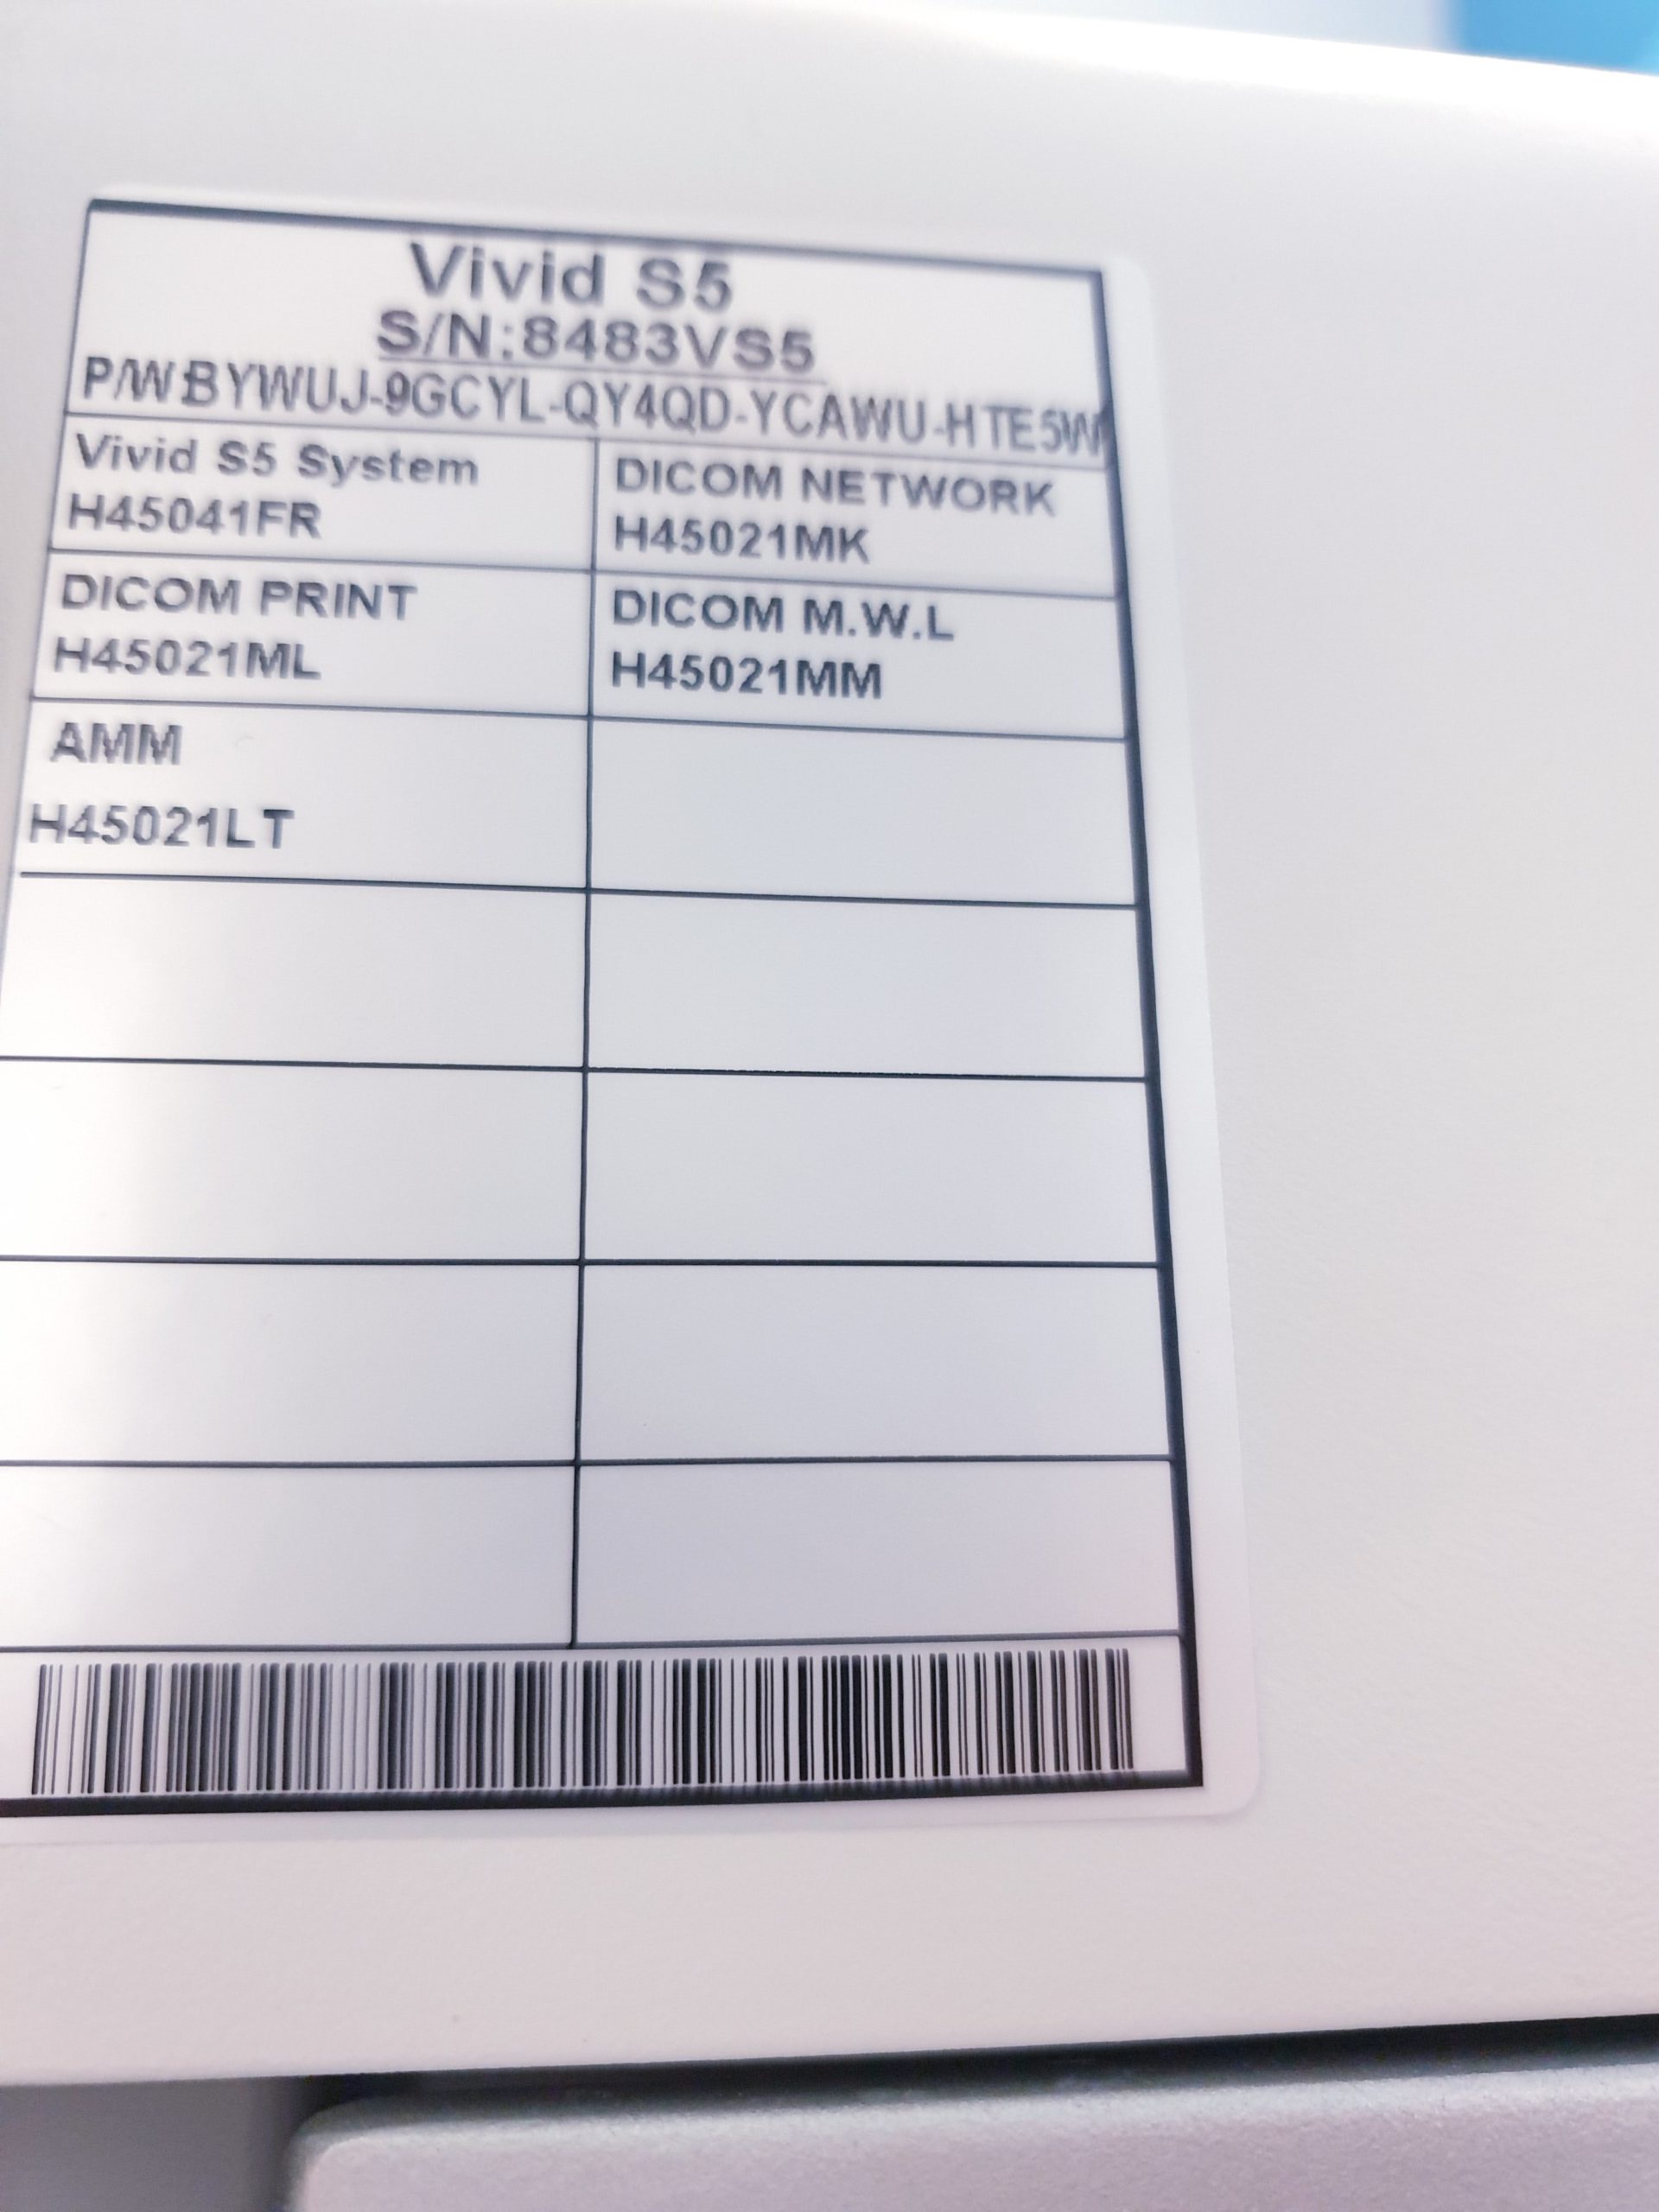 Vivid S5
S/N:8483VS5
P/W:BYWUJ-9GCYL-QY4QD-YCAWU-HTE5W
Vivid S5 System
H45041FR
DICOM NETWORK
H45021MK
DICOM PRINT
H45021ML
DICOM M.W.L
H45021MM
AMM
H45021LT